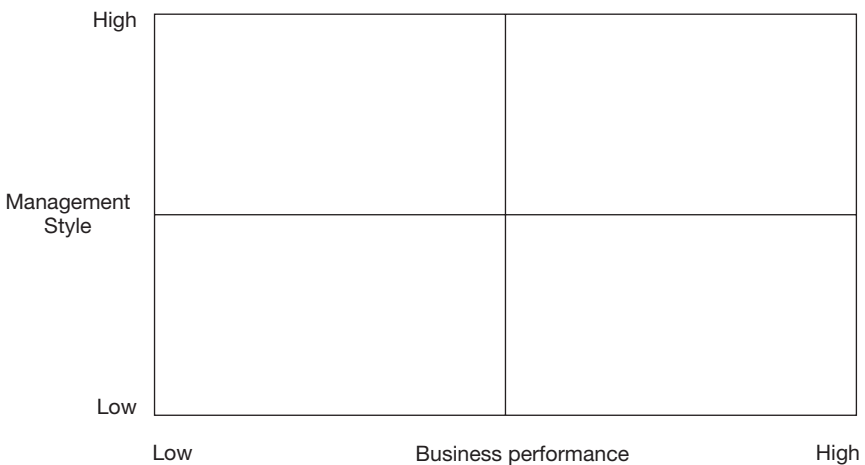 High
Management
Style
Low
Low Business performance High